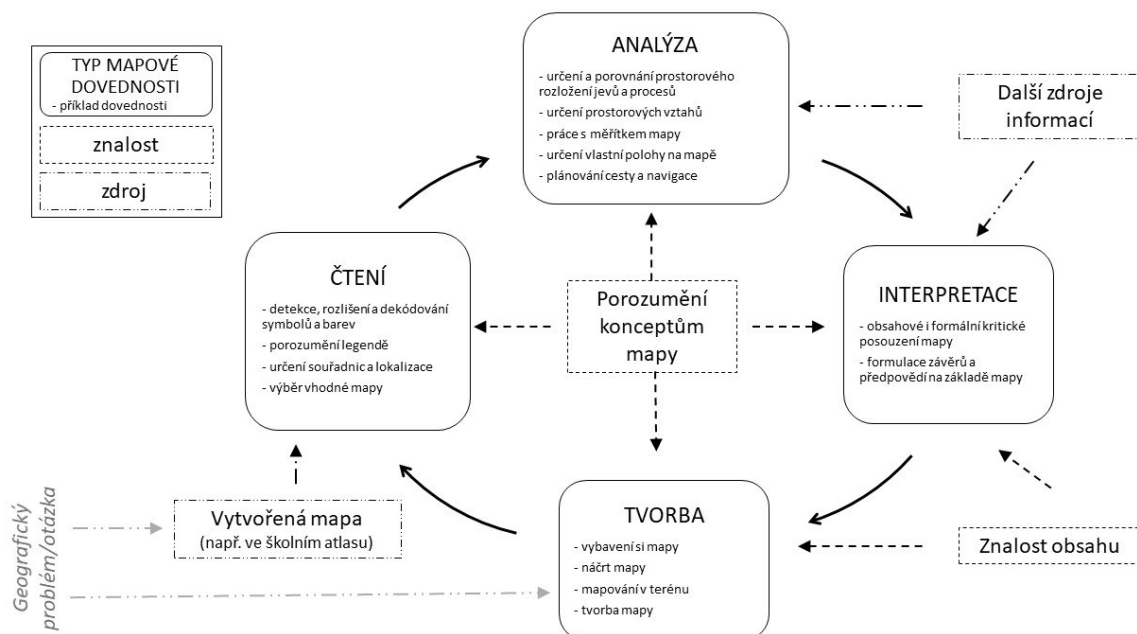 TYP MAPOVÉ
DOVEDNOSTI
- příklad dovednosti
znalost
zdroj
ANALÝZA
- určení a porovnání prostorového
rozložení jevů a procesů
- určení prostorových vztahů
- práce s měřítkem mapy
- určení vlastní polohy na mapě
- plánování cesty a navigace
Další zdroje
informací
ČTENÍ
- detekce, rozlišení a dekódování
symbolů a barev
- porozumění legendě
- určení souřadnic a lokalizace
- výběr vhodné mapy
Porozumění
konceptům
mapy
INTERPRETACE
- obsahové i formální kritické
posouzení mapy
- formulace závěrů a
předpovědí na základě mapy
Geografický
problém/otázka
Vytvořená mapa
(např. ve školním atlasu)
TVORBA
- vybavení si mapy
- náčrt mapy
- mapování v terénu
- tvorba mapy
Znalost obsahu